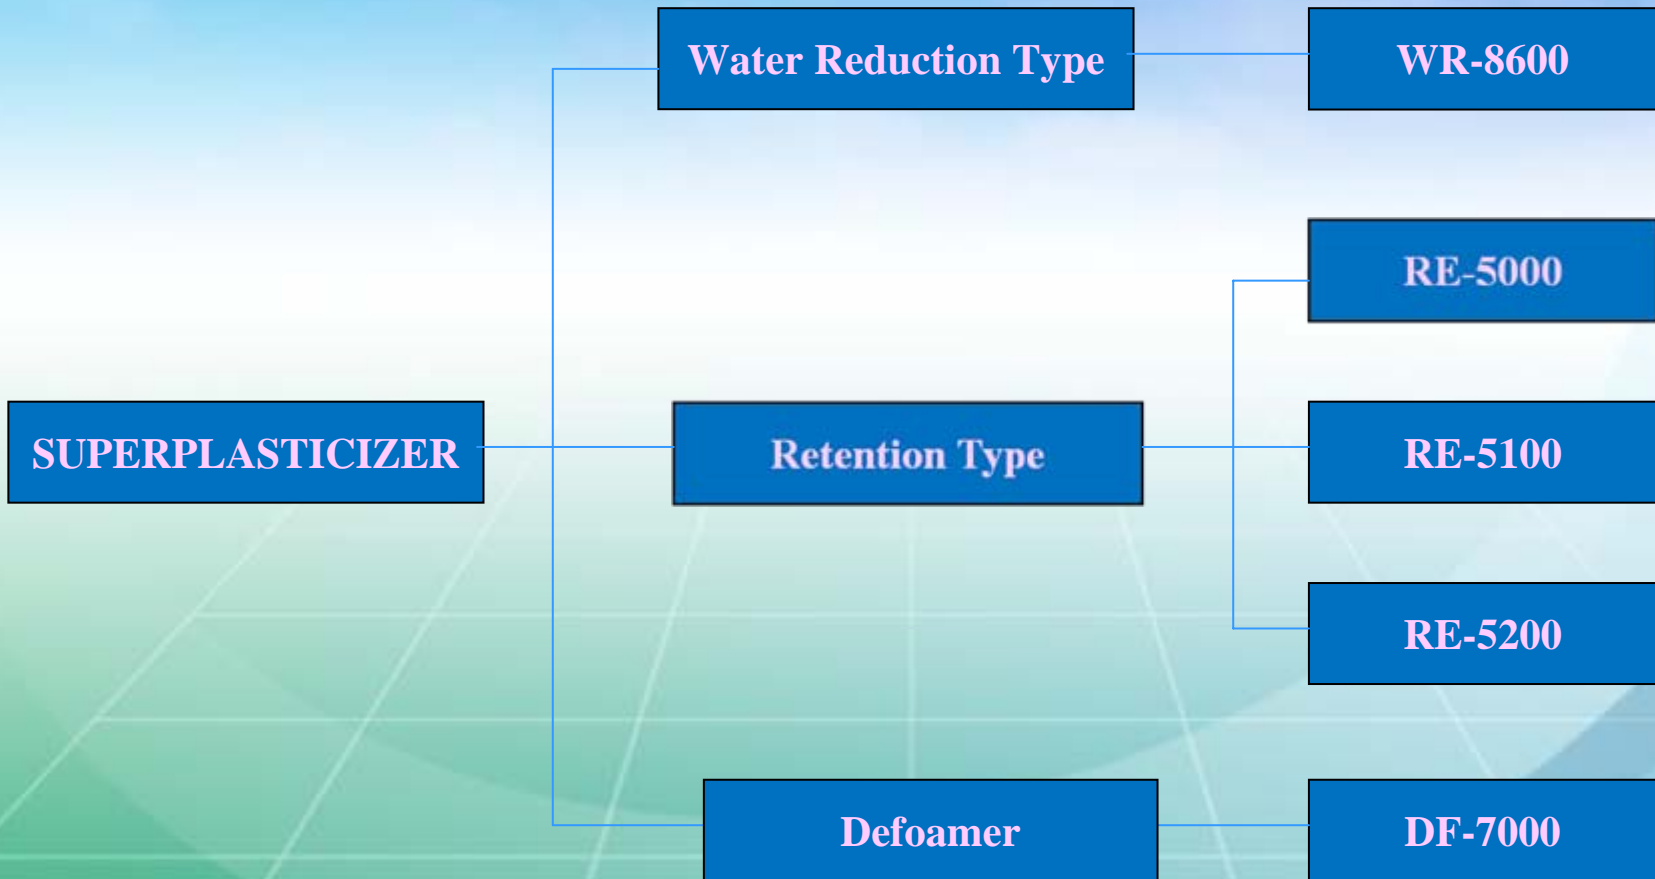 Water Reduction Type
WR-8600
RE-5000
SUPERPLASTICIZER
Retention Type
RE-5100
RE-5200
Defoamer
DF-7000